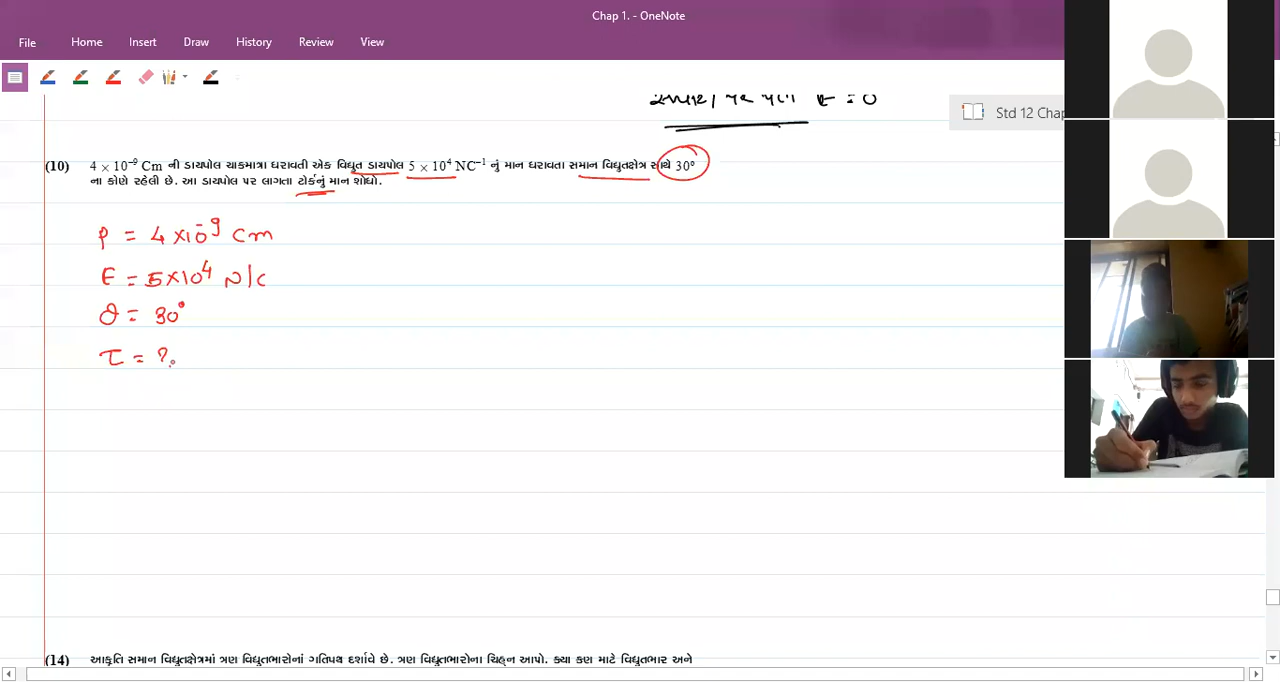 Chap 1. - OneNote
File Home Insert Draw History Review View
E = 0
Std 12 Chap
(10) 4 × 10⁻⁹ Cm ની ડાયપોલ ચાકમાત્રા ધરાવતી એક વિદ્યુત ડાયપોલ 5 × 10⁴ NC⁻¹ નું માન ધરાવતા સમાન વિદ્યુતક્ષેત્ર સાથે 30°
ના કોણે રહેલી છે. આ ડાયપોલ પર લાગતા ટૉર્કનું માન શોધો.
P = 4×10⁻⁹ Cm
E = 5×10⁴ N/C
θ = 30°
τ = ?
(14) આકૃતિ સમાન વિદ્યુતક્ષેત્રમાં ત્રણ વિદ્યુતભારોનાં ગતિપથ દર્શાવે છે. ત્રણ વિદ્યુતભારોના ચિહ્ન આપો. કયા કણ માટે વિદ્યુતભાર અને